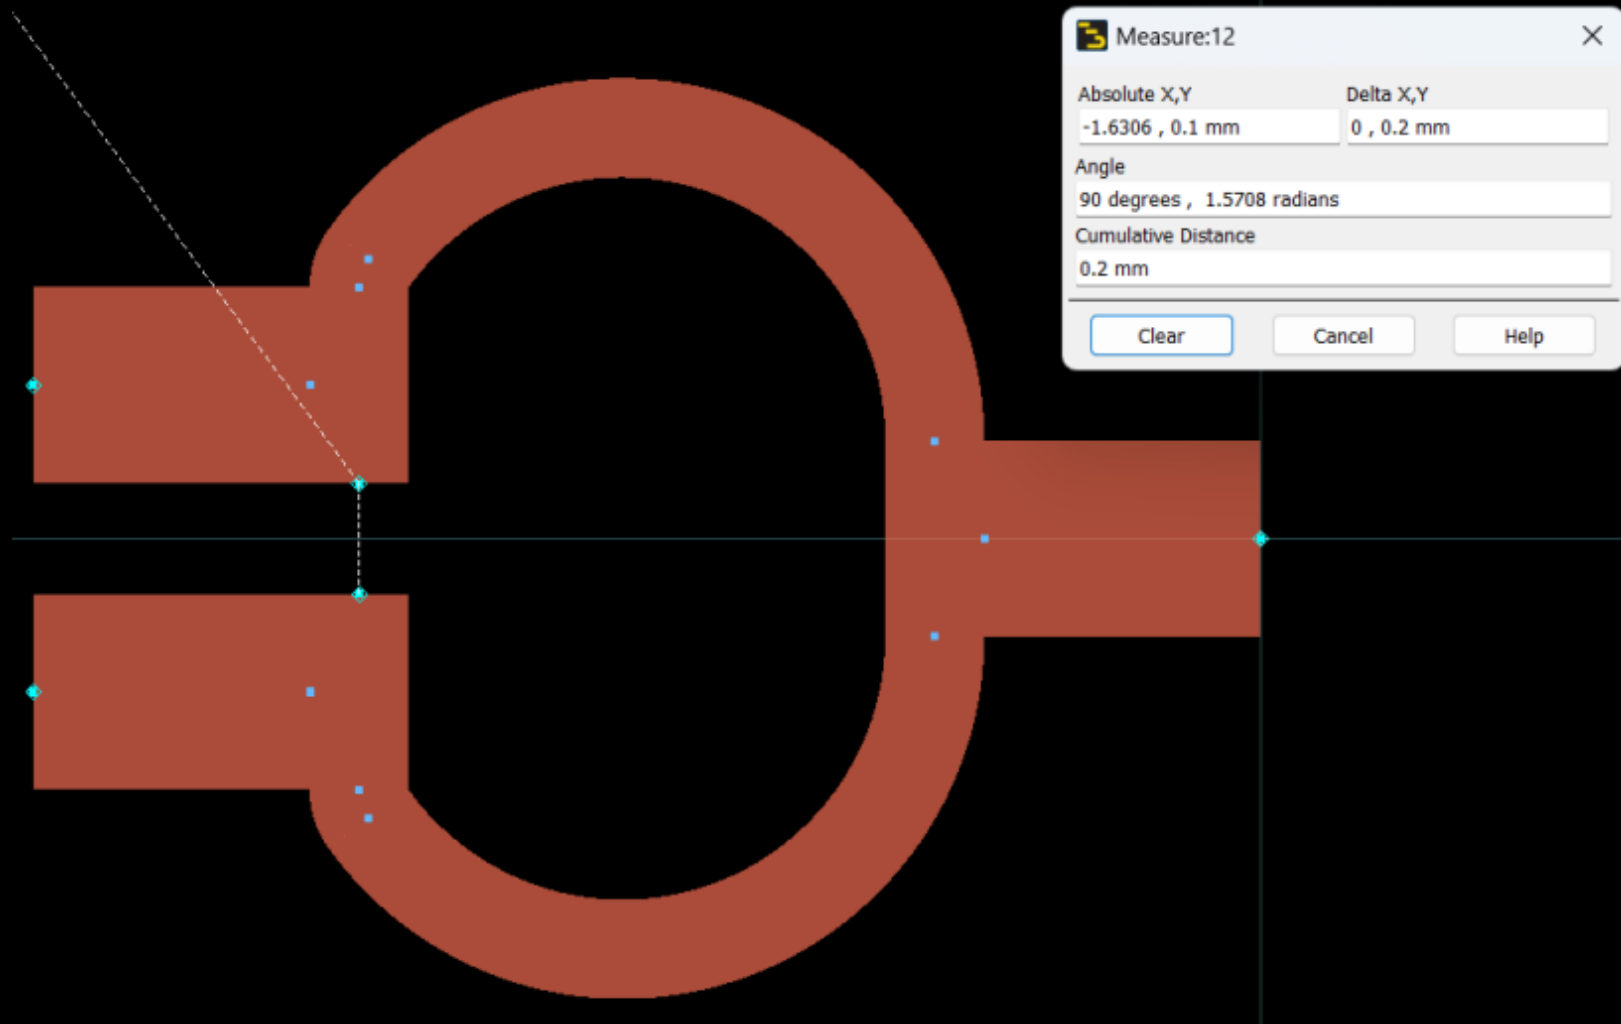 Measure:12
Absolute X,Y Delta X,Y
-1.6306 , 0.1 mm 0 , 0.2 mm
Angle
90 degrees , 1.5708 radians
Cumulative Distance
0.2 mm
Clear Cancel Help